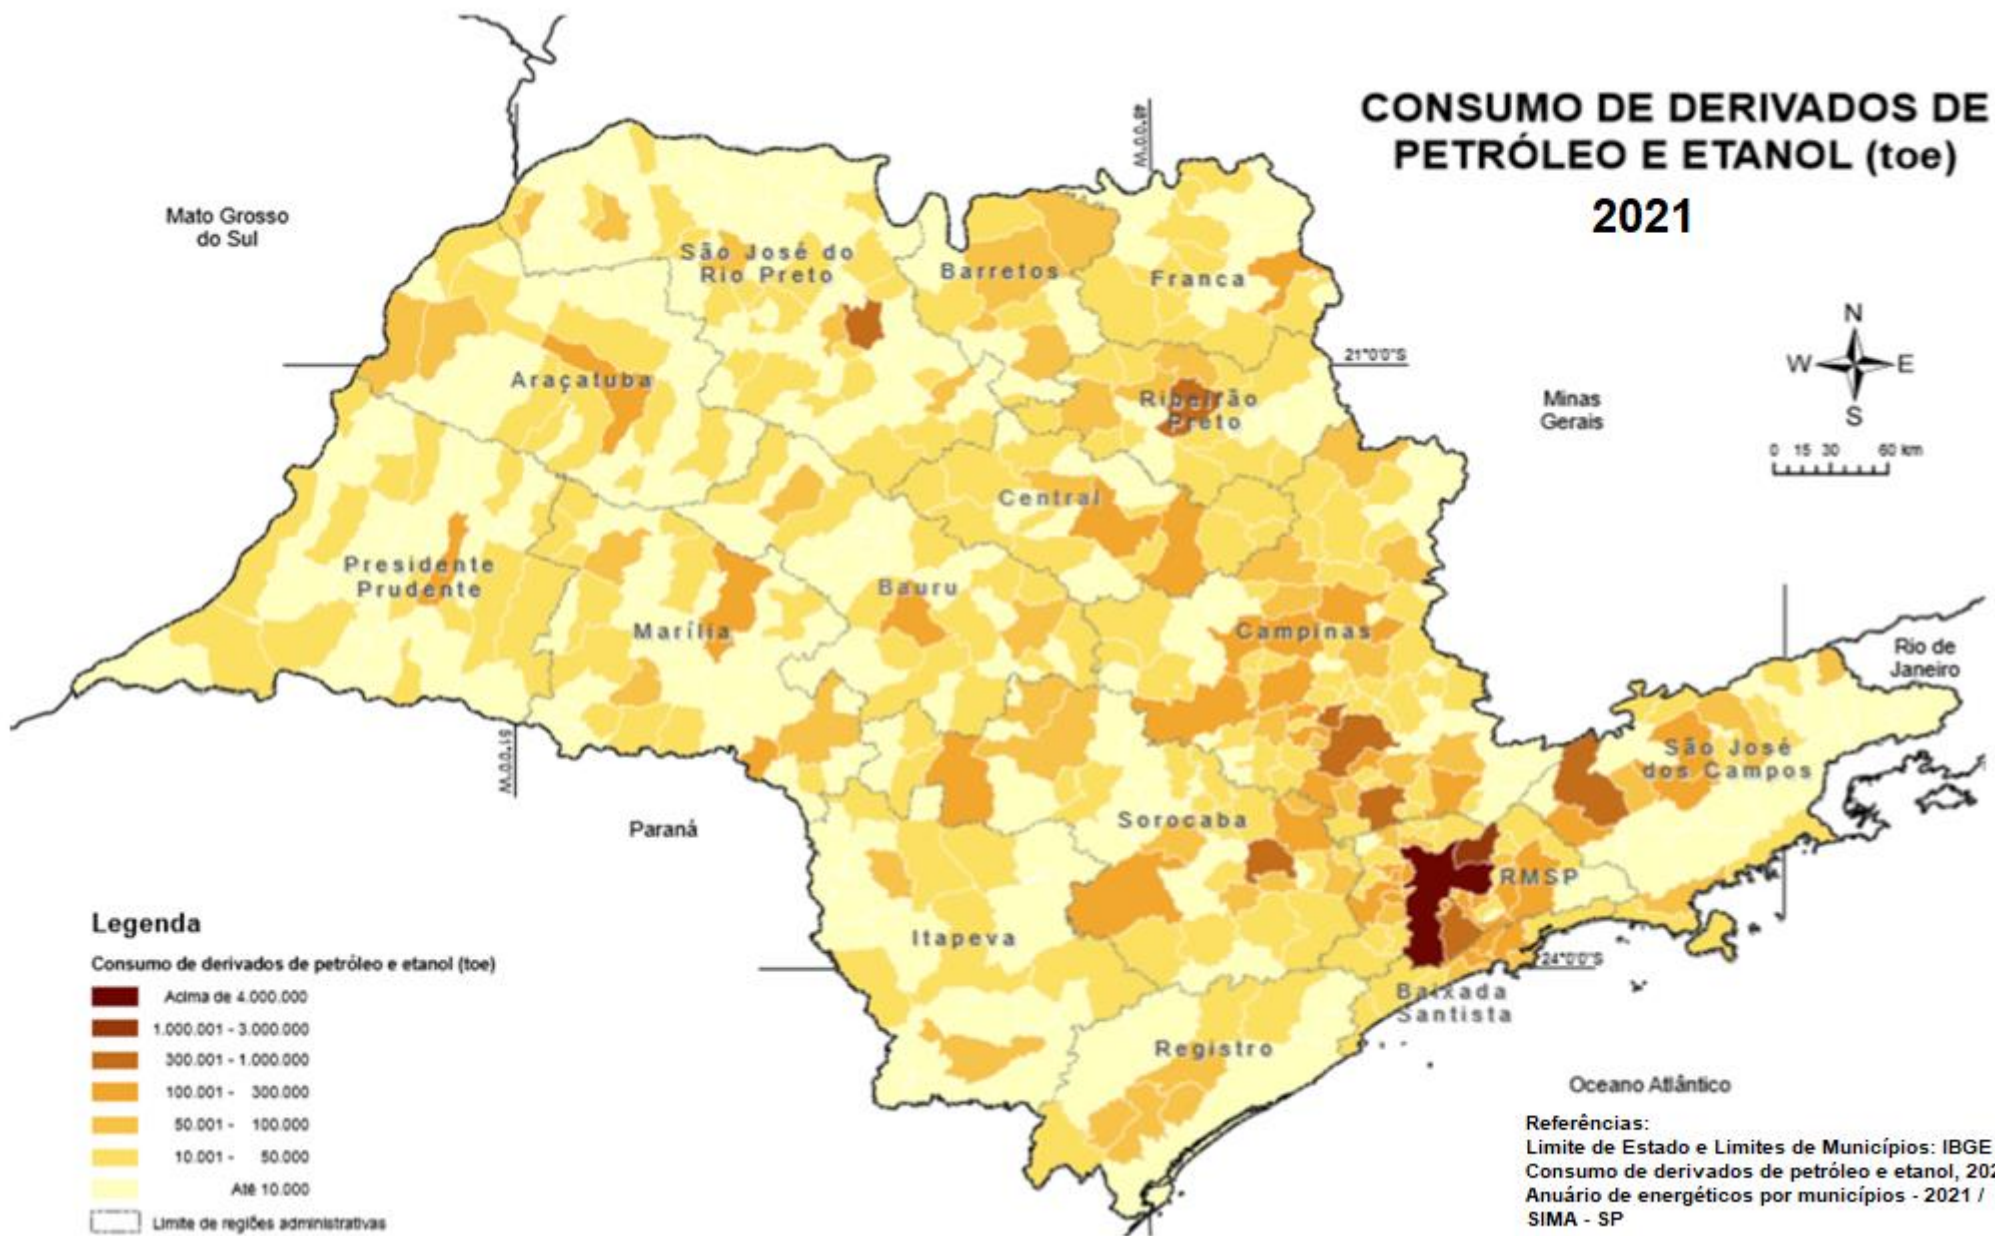 CONSUMO DE DERIVADOS DE
PETRÓLEO E ETANOL (toe)
2021
48°0'0"W
Mato Grosso
do Sul
São José do
Rio Preto
Barretos
Franca
N
W
E
S
21°0'0"S
Araçatuba
Ribeirão
Preto
Minas
Gerais
0 15 30 60 km
Central
Presidente
Prudente
Bauru
Marília
Campinas
Rio de
Janeiro
51°0'0"W
São José
dos Campos
Paraná
Sorocaba
RMSP
Legenda
Itapeva
Consumo de derivados de petróleo e etanol (toe)
24°0'0"S
Acima de 4.000.000
Baixada
Santista
1.000.001 - 3.000.000
Registro
300.001 - 1.000.000
Oceano Atlântico
100.001 - 300.000
50.001 - 100.000
10.001 - 50.000
Até 10.000
Limite de regiões administrativas
Referências:
Limite de Estado e Limites de Municípios: IBGE
Consumo de derivados de petróleo e etanol, 202
Anuário de energéticos por municípios - 2021 /
SIMA - SP